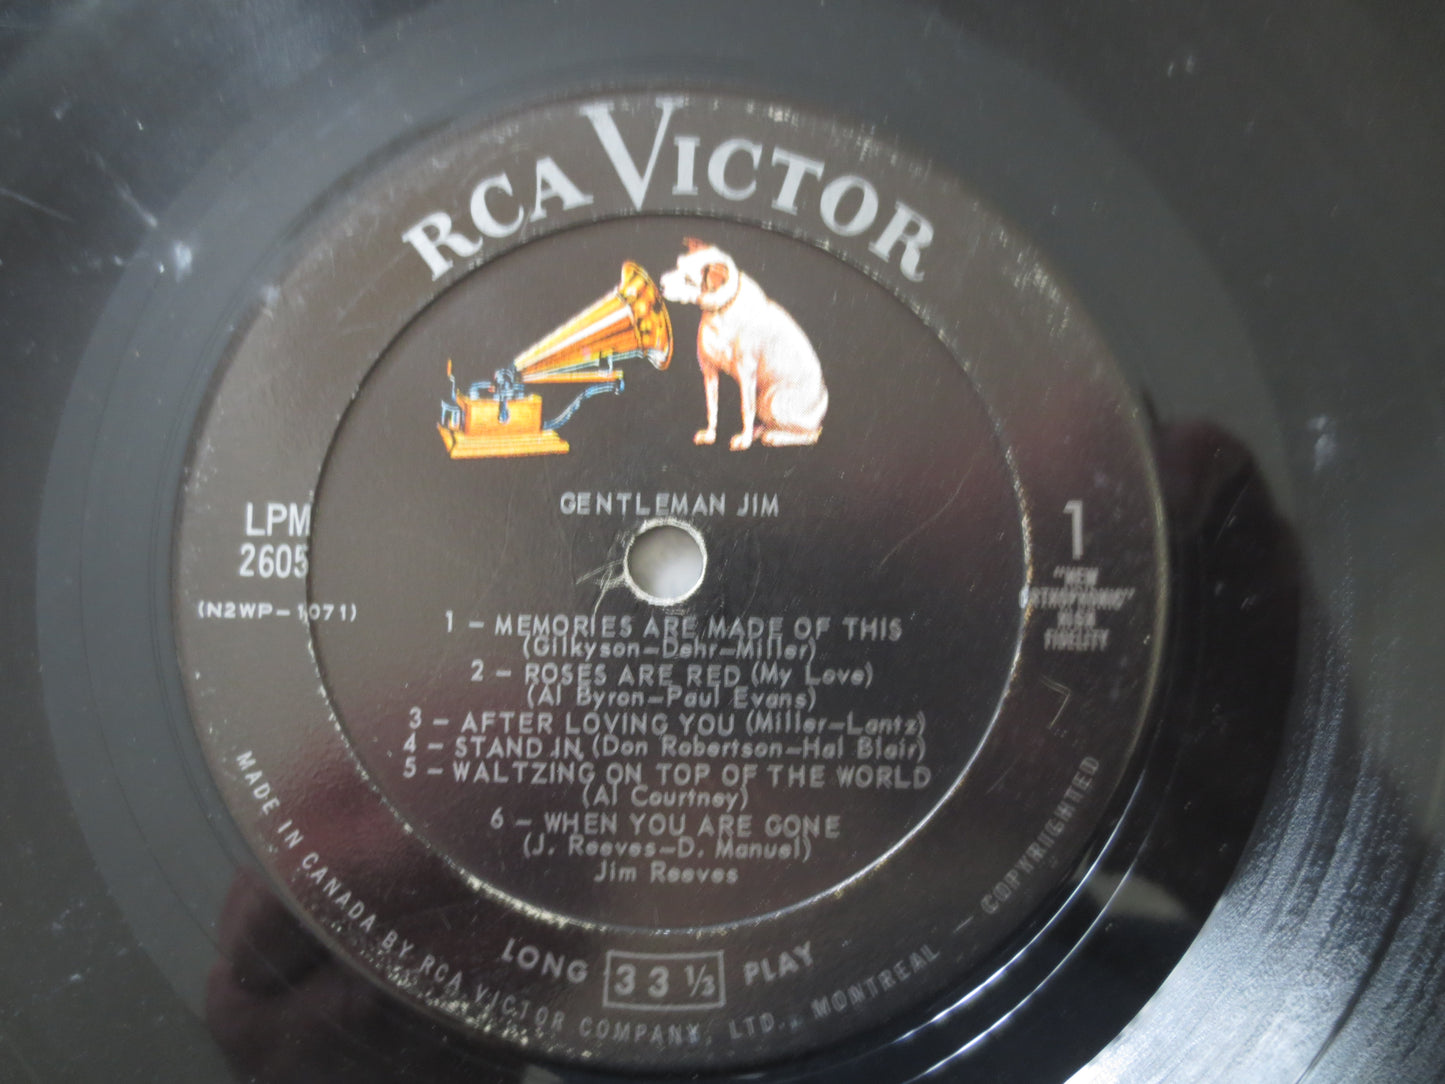 RCA VICTOR
GENTLEMAN JIM
LPM
2605
(N2WP-1071)
1
"NEW
ORTHOPHONIC"
HIGH
FIDELITY
1 - MEMORIES ARE MADE OF THIS
(Gilkyson-Dehr-Miller)
2 - ROSES ARE RED (My Love)
(Al Byron-Paul Evans)
3 - AFTER LOVING YOU (Miller-Lantz)
4 - STAND IN (Don Robertson-Hal Blair)
5 - WALTZING ON TOP OF THE WORLD
(Al Courtney)
6 - WHEN YOU ARE GONE
(J. Reeves-D. Manuel)
Jim Reeves
LONG 33 1/3 PLAY
MADE IN CANADA BY RCA VICTOR COMPANY, LTD., MONTREAL - COPYRIGHTED